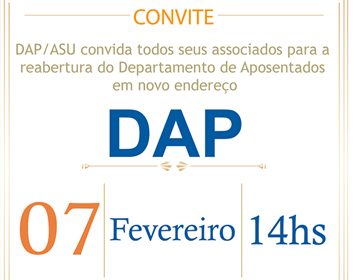 CONVITE
DAP/ASU convida todos seus associados para a
reabertura do Departamento de Aposentados
em novo endereço
DAP
07 Fevereiro 14hs